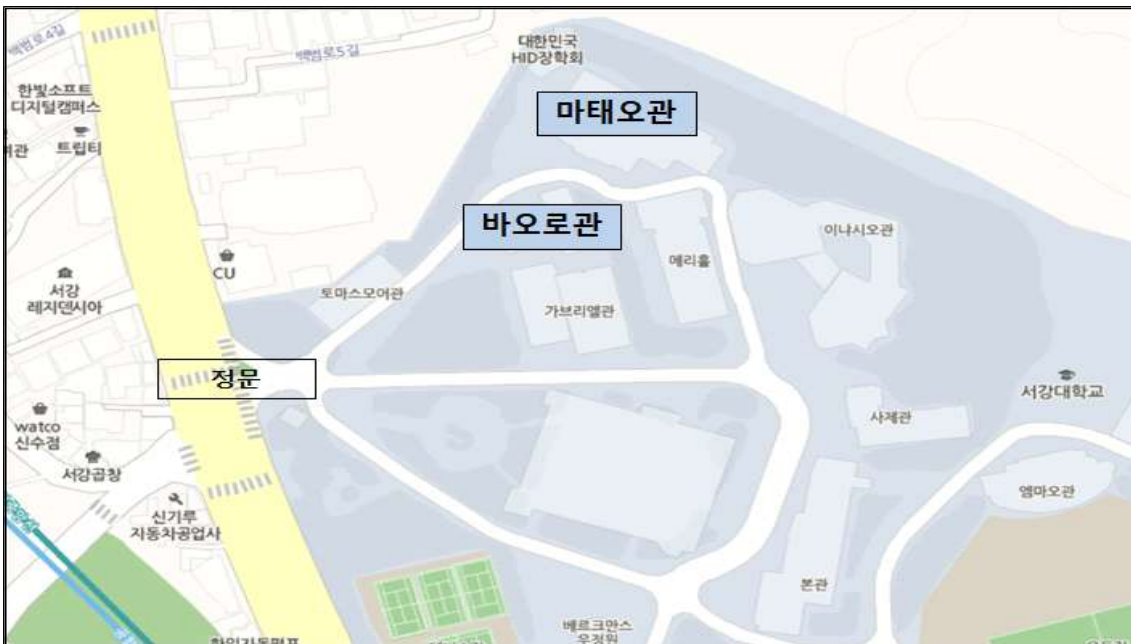 백범로4길
백범로5길
대한민국
HID장학회
한빛소프트
디지털캠퍼스
마태오관
트립티
바오로관
이냐시오관
메리홀
CU
서강
레지덴시아
토마스모어관
가브리엘관
정문
서강대학교
사제관
watco
신수점
서강곱창
엠마오관
신기루
자동차공업사
본관
베르크만스
우정원